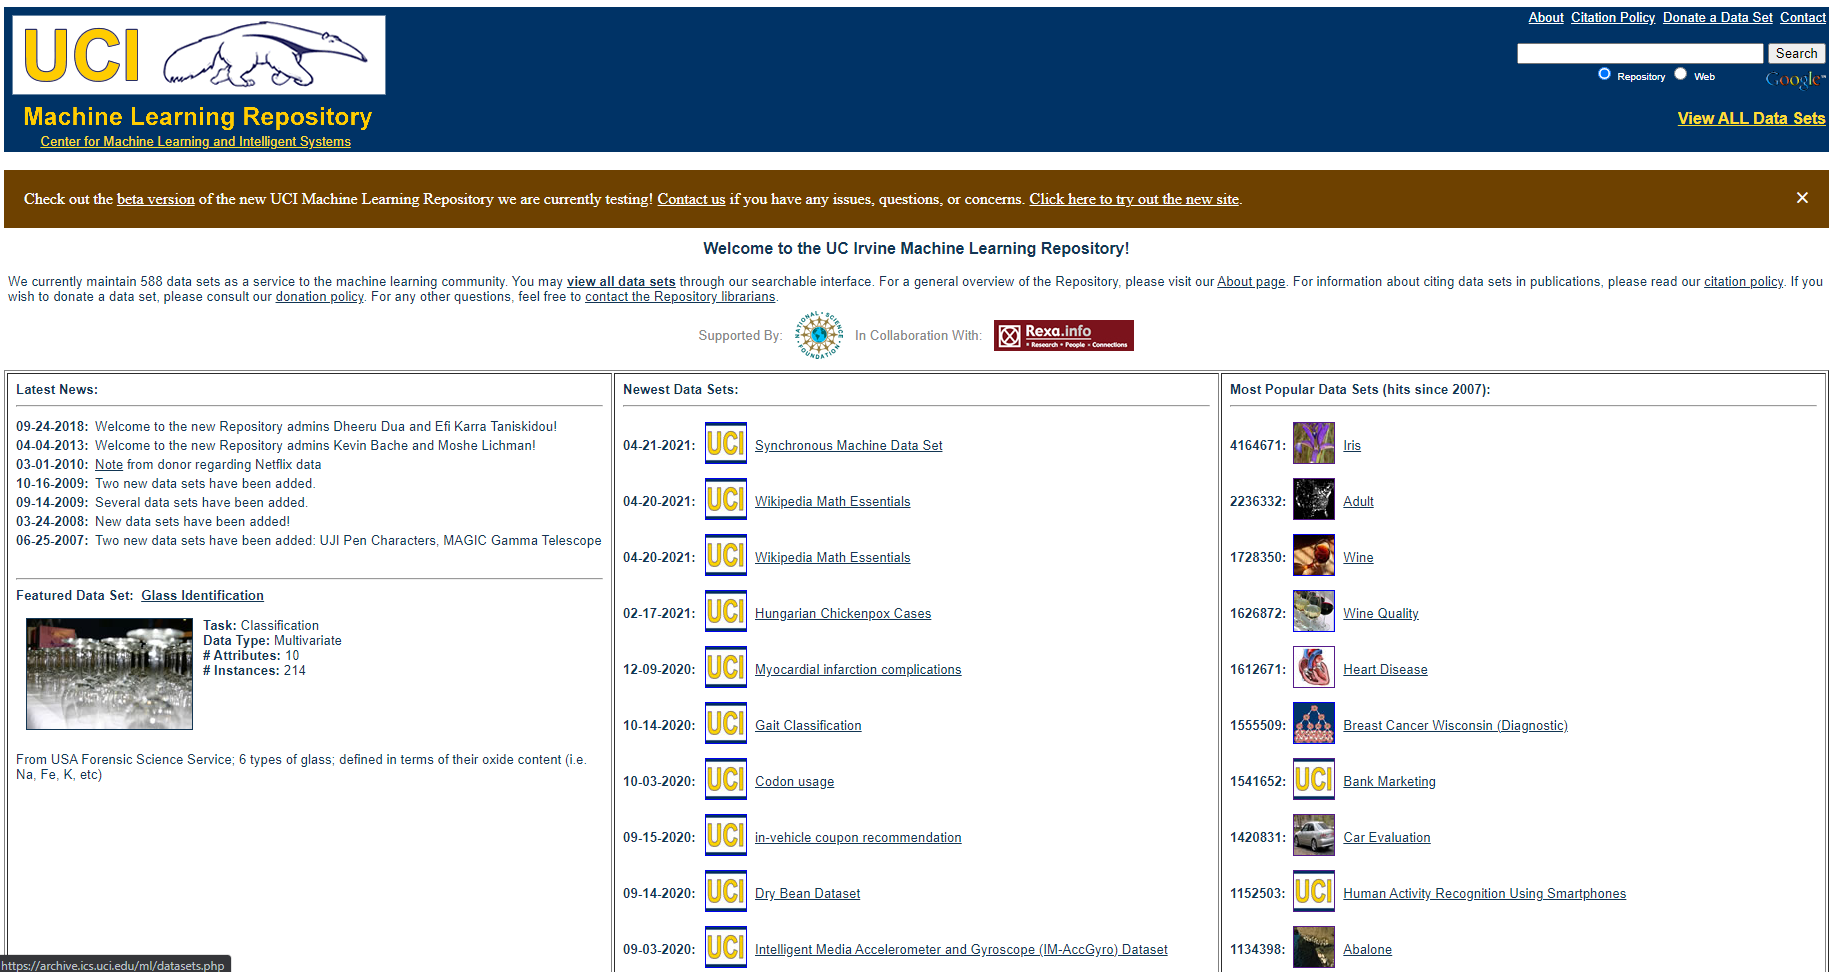 UCI
Machine Learning Repository
Center for Machine Learning and Intelligent Systems
About Citation Policy Donate a Data Set Contact
Search
Repository Web Google™
View ALL Data Sets
Check out the beta version of the new UCI Machine Learning Repository we are currently testing! Contact us if you have any issues, questions, or concerns. Click here to try out the new site. ×
Welcome to the UC Irvine Machine Learning Repository!
We currently maintain 588 data sets as a service to the machine learning community. You may view all data sets through our searchable interface. For a general overview of the Repository, please visit our About page. For information about citing data sets in publications, please read our citation policy. If you
wish to donate a data set, please consult our donation policy. For any other questions, feel free to contact the Repository librarians.
Supported By: NATIONAL SCIENCE FOUNDATION In Collaboration With: Rexa.info
• Research • People • Connections
Latest News:
09-24-2018: Welcome to the new Repository admins Dheeru Dua and Efi Karra Taniskidou!
04-04-2013: Welcome to the new Repository admins Kevin Bache and Moshe Lichman!
03-01-2010: Note from donor regarding Netflix data
10-16-2009: Two new data sets have been added.
09-14-2009: Several data sets have been added.
03-24-2008: New data sets have been added!
06-25-2007: Two new data sets have been added: UJI Pen Characters, MAGIC Gamma Telescope
Featured Data Set: Glass Identification
Task: Classification
Data Type: Multivariate
# Attributes: 10
# Instances: 214
From USA Forensic Science Service; 6 types of glass; defined in terms of their oxide content (i.e.
Na, Fe, K, etc)
Newest Data Sets:
04-21-2021: UCI Synchronous Machine Data Set
04-20-2021: UCI Wikipedia Math Essentials
04-20-2021: UCI Wikipedia Math Essentials
02-17-2021: UCI Hungarian Chickenpox Cases
12-09-2020: UCI Myocardial infarction complications
10-14-2020: UCI Gait Classification
10-03-2020: UCI Codon usage
09-15-2020: UCI in-vehicle coupon recommendation
09-14-2020: UCI Dry Bean Dataset
09-03-2020: UCI Intelligent Media Accelerometer and Gyroscope (IM-AccGyro) Dataset
Most Popular Data Sets (hits since 2007):
4164671: Iris
2236332: Adult
1728350: Wine
1626872: Wine Quality
1612671: Heart Disease
1555509: Breast Cancer Wisconsin (Diagnostic)
1541652: UCI Bank Marketing
1420831: Car Evaluation
1152503: UCI Human Activity Recognition Using Smartphones
1134398: Abalone
https://archive.ics.uci.edu/ml/datasets.php